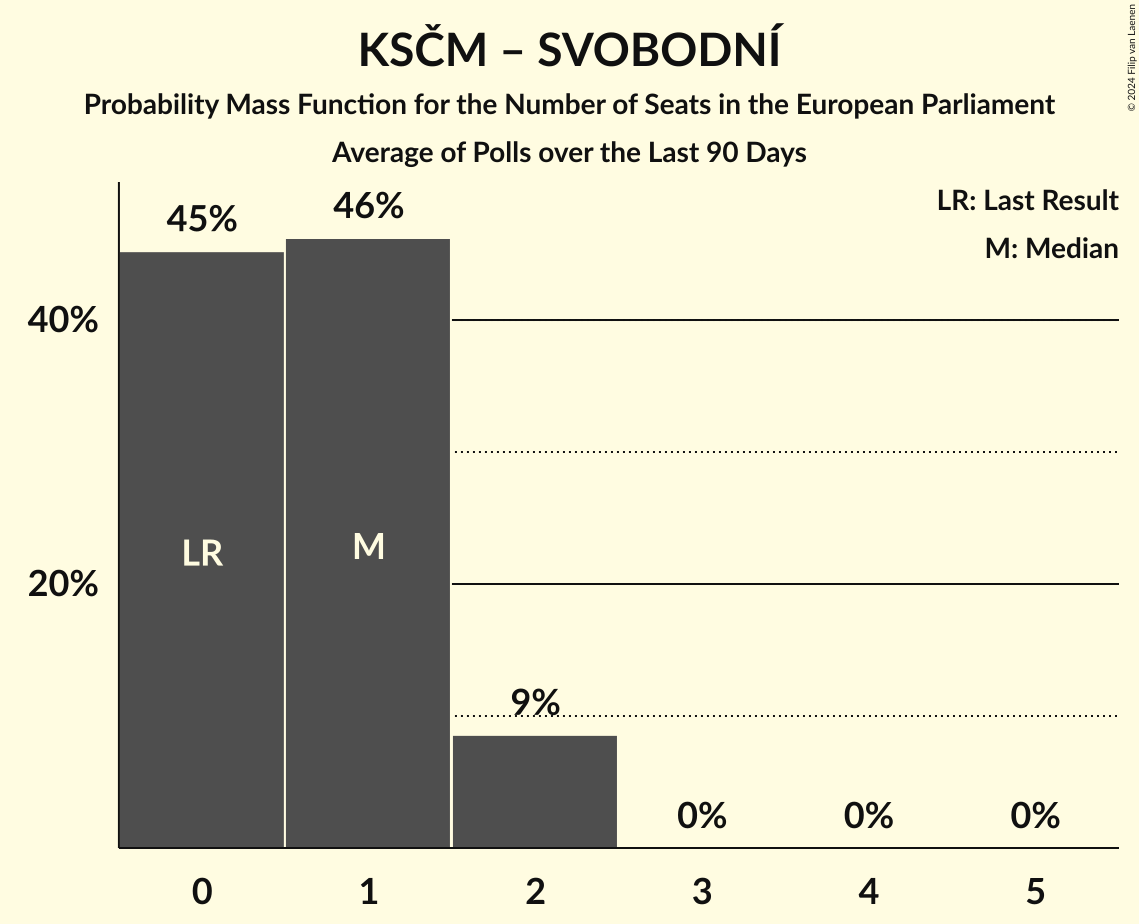 KSČM – SVOBODNÍ
Probability Mass Function for the Number of Seats in the European Parliament
Average of Polls over the Last 90 Days
© 2024 Filip van Laenen
LR: Last Result
M: Median
45%
46%
40%
LR
M
20%
9%
0%
0%
0%
0
1
2
3
4
5